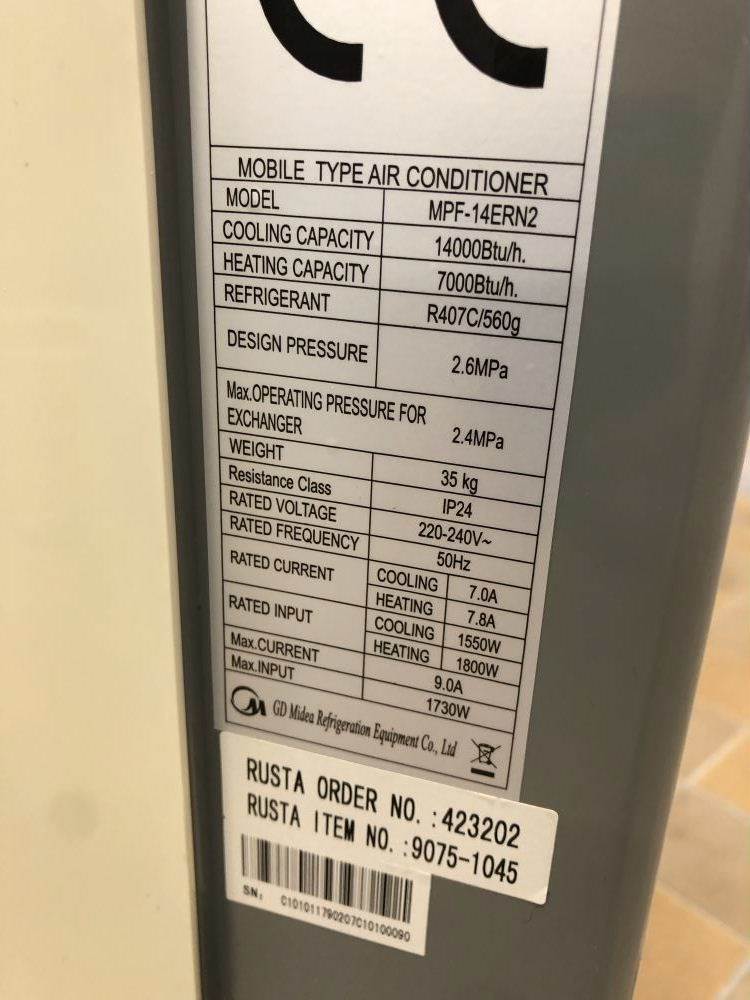 CE
MOBILE TYPE AIR CONDITIONER
MODEL MPF-14ERN2
COOLING CAPACITY 14000Btu/h.
HEATING CAPACITY 7000Btu/h.
REFRIGERANT R407C/560g
DESIGN PRESSURE 2.6MPa
Max.OPERATING PRESSURE FOR
EXCHANGER 2.4MPa
WEIGHT 35 kg
Resistance Class IP24
RATED VOLTAGE 220-240V~
RATED FREQUENCY 50Hz
RATED CURRENT COOLING 7.0A
HEATING 7.8A
RATED INPUT COOLING 1550W
HEATING 1800W
Max.CURRENT 9.0A
Max.INPUT 1730W
GD Midea Refrigeration Equipment Co., Ltd
RUSTA ORDER NO. :423202
RUSTA ITEM NO. :9075-1045
SN: C101011790207C10100090